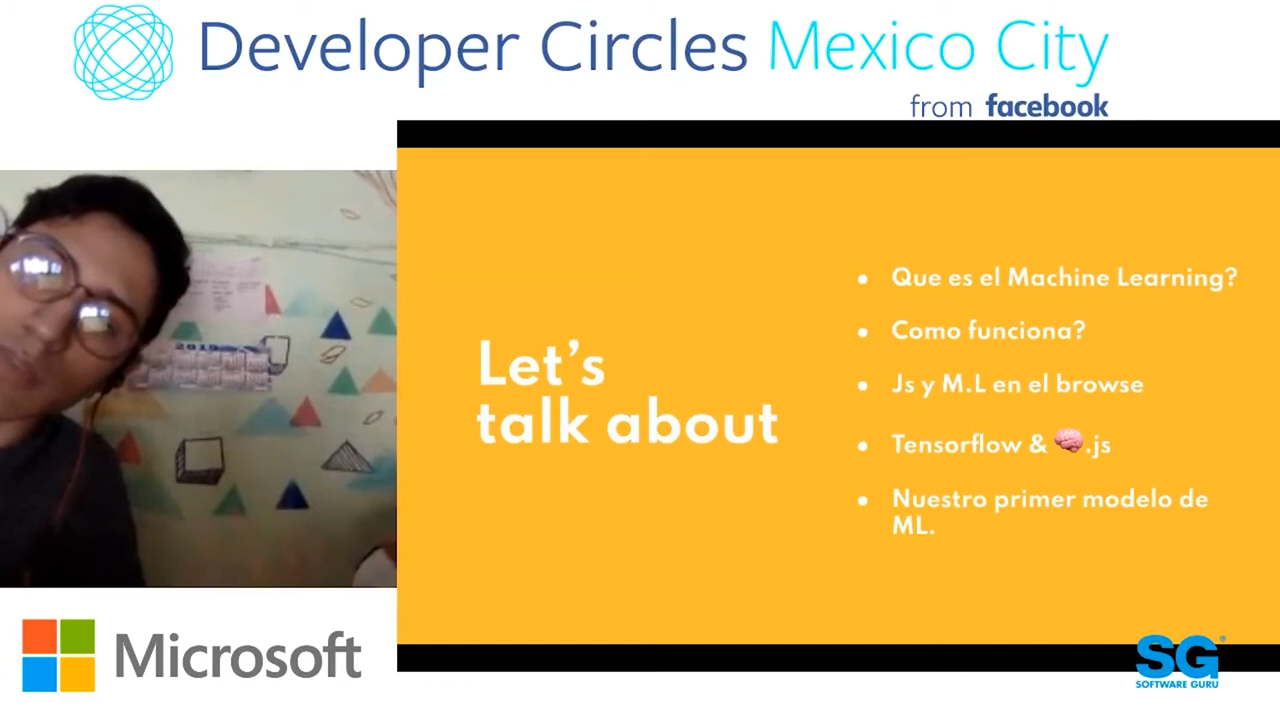 Developer Circles Mexico City
from facebook
Let's
talk about
• Que es el Machine Learning?
• Como funciona?
• Js y M.L en el browse
• Tensorflow & 🧠.js
• Nuestro primer modelo de
ML.
Microsoft
SG
SOFTWARE GURU